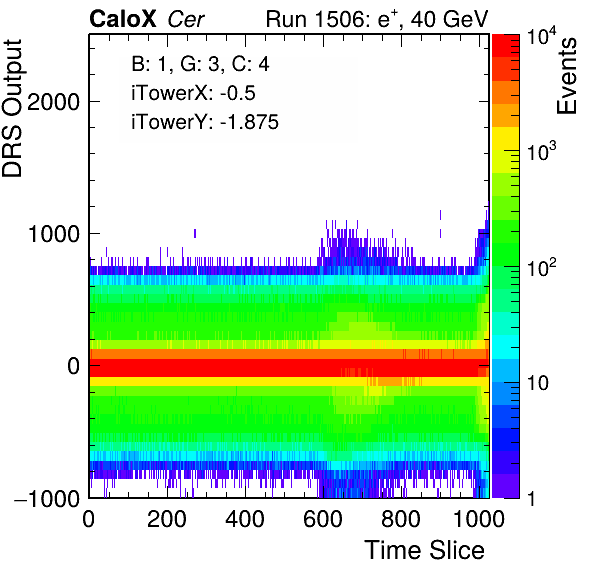 CaloX Cer Run 1506: e+, 40 GeV
B: 1, G: 3, C: 4
iTowerX: -0.5
iTowerY: -1.875
DRS Output
2000
1000
0
−1000
0 200 400 600 800 1000
Time Slice
Events
10^4
10^3
10^2
10
1